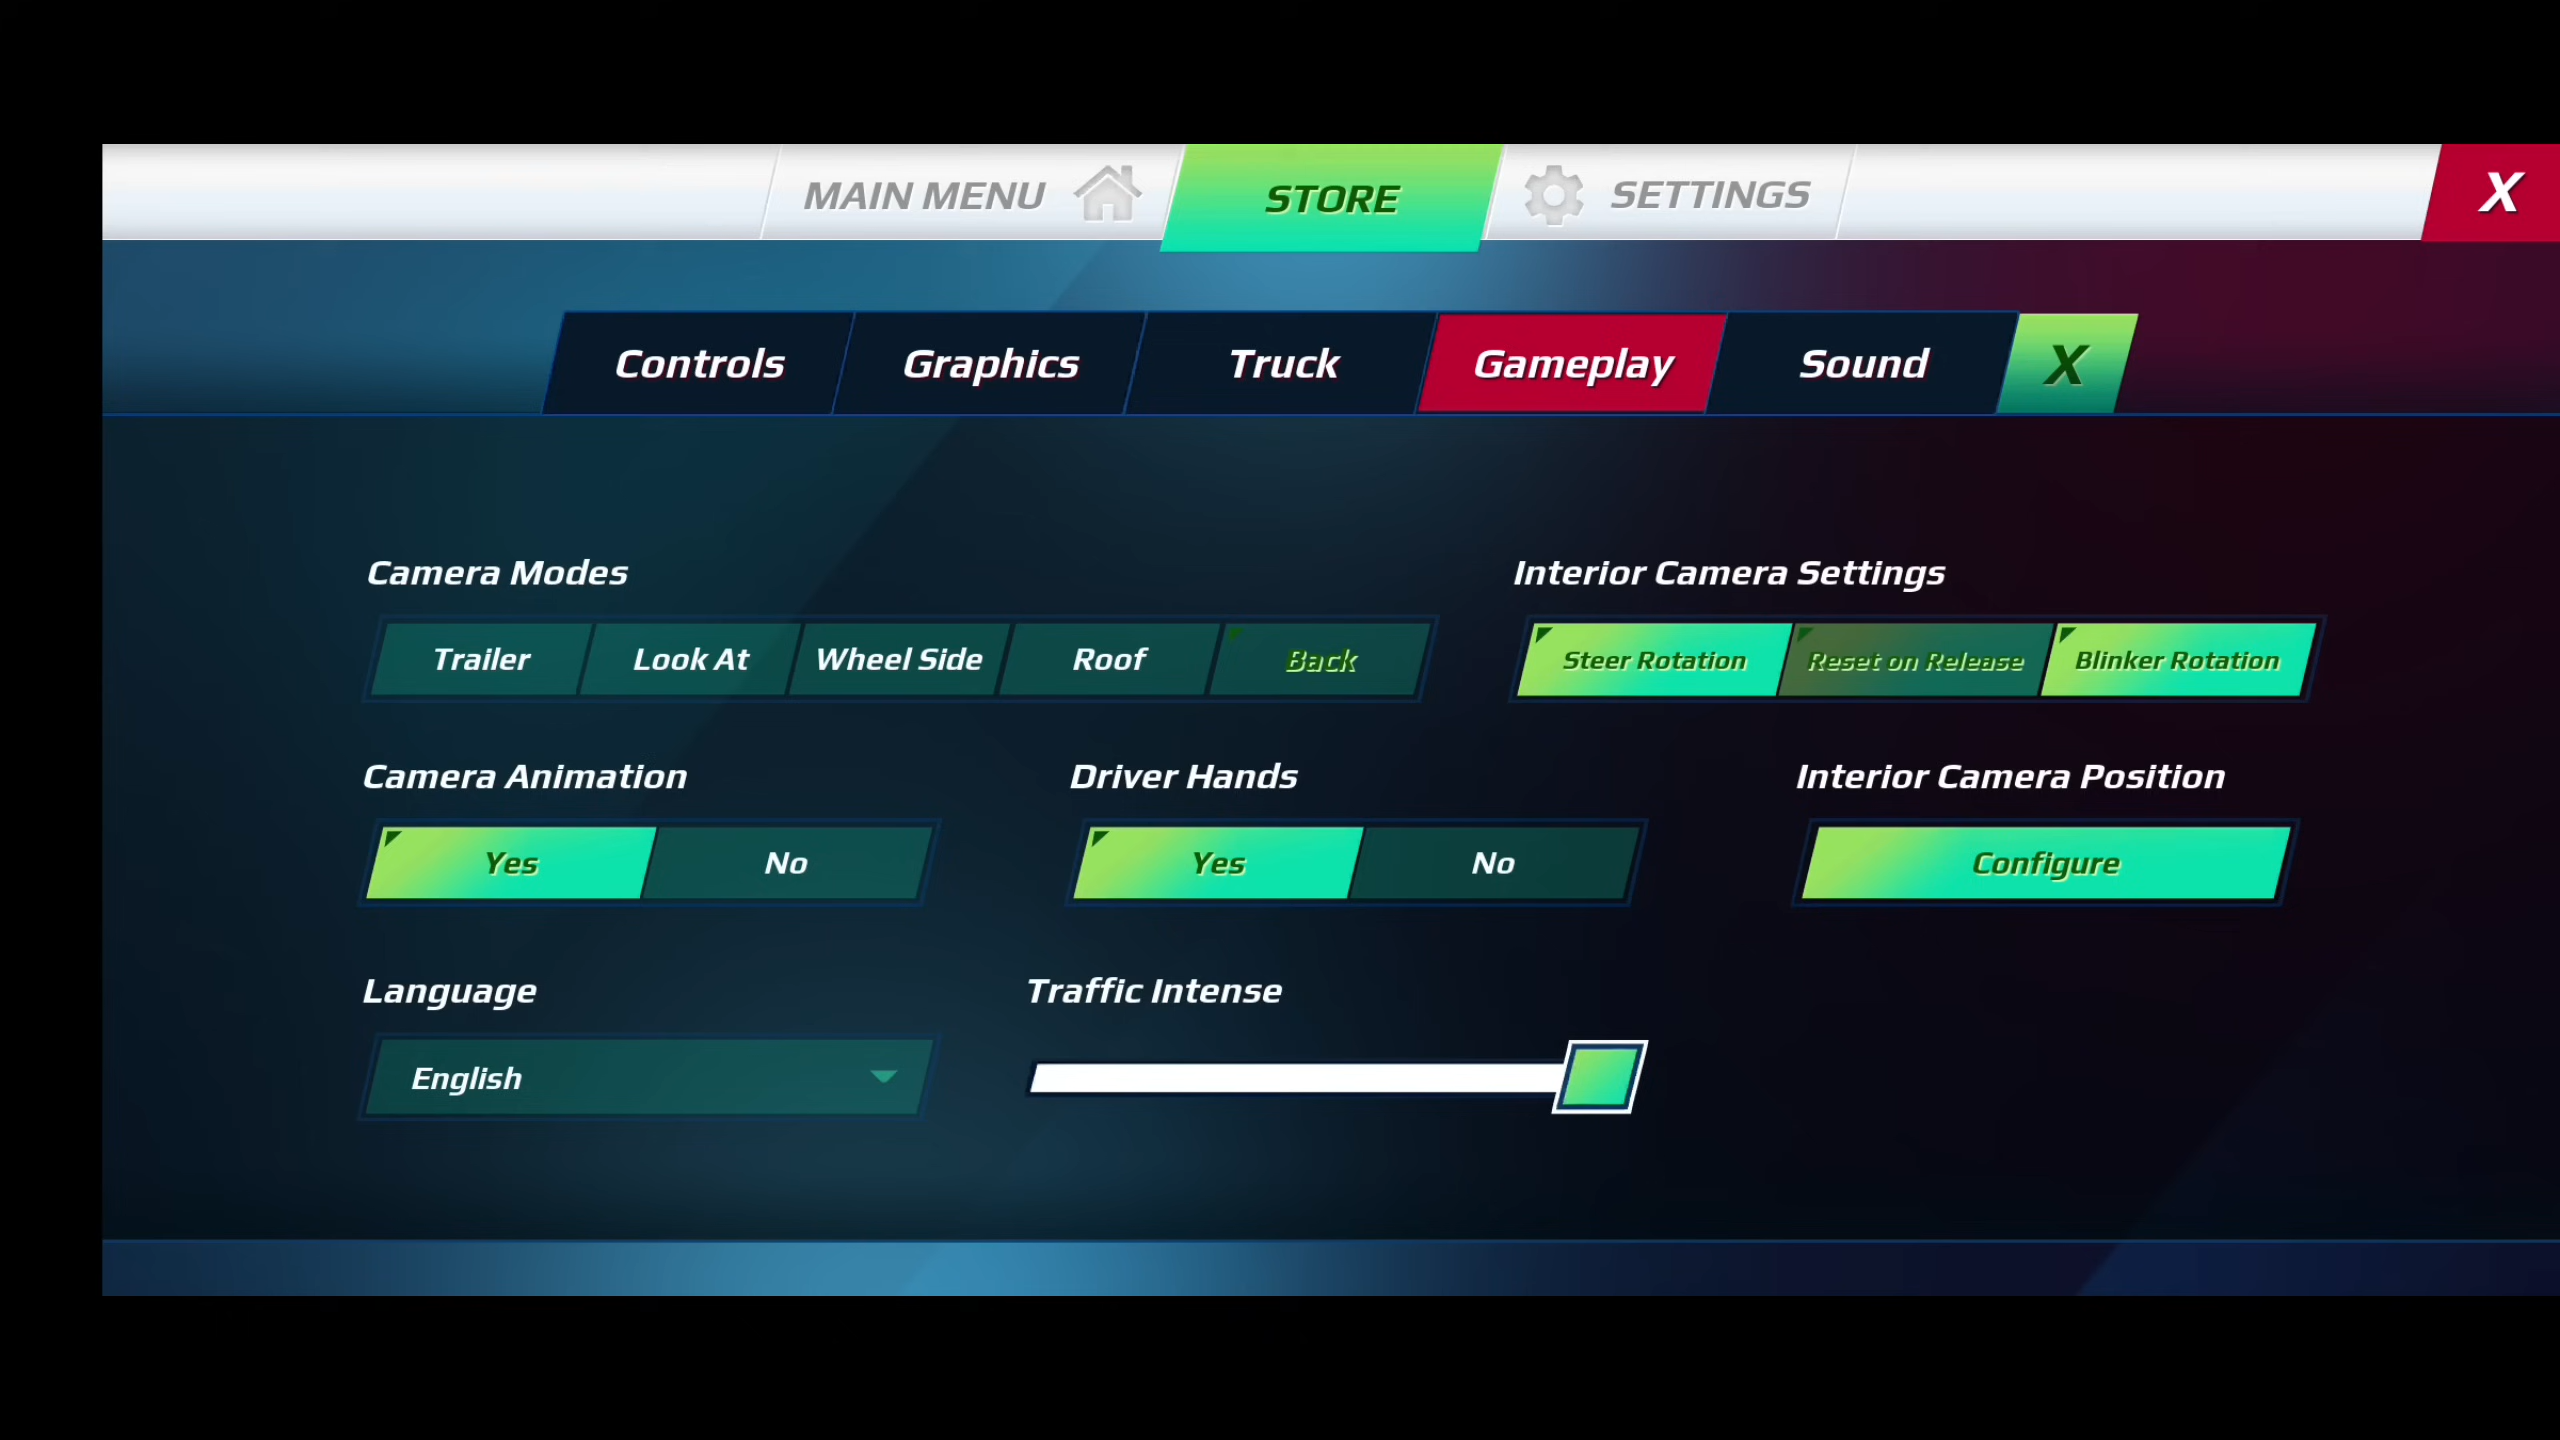 MAIN MENU STORE SETTINGS X
Controls Graphics Truck Gameplay Sound X
Camera Modes Interior Camera Settings
Trailer Look At Wheel Side Roof Back Steer Rotation Reset on Release Blinker Rotation
Camera Animation Driver Hands Interior Camera Position
Yes No Yes No Configure
Language Traffic Intense
English